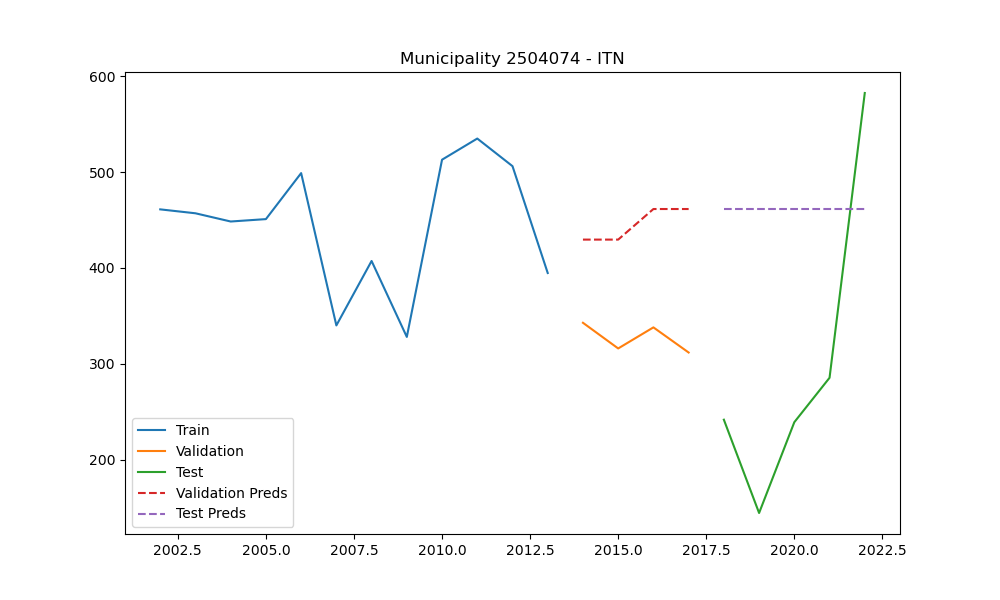 Municipality 2504074 - ITN
600
500
400
300
200
Train
Validation
Test
Validation Preds
Test Preds
2002.5 2005.0 2007.5 2010.0 2012.5 2015.0 2017.5 2020.0 2022.5